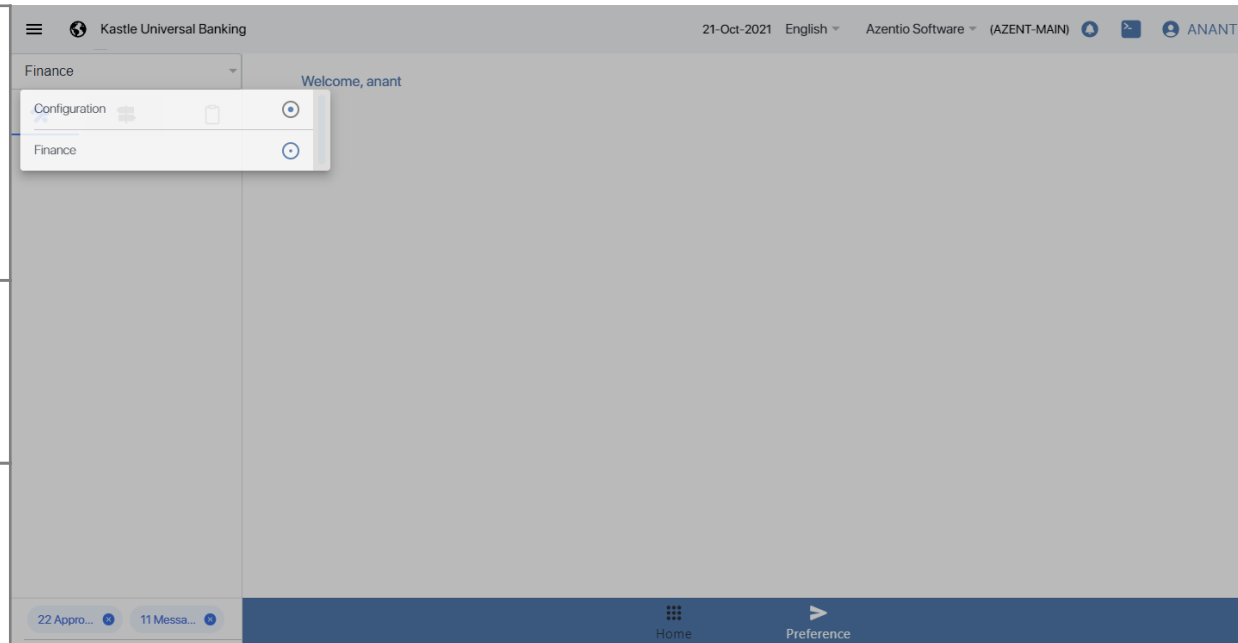 Kastle Universal Banking 21-Oct-2021 English Azentio Software (AZENT-MAIN) ANANT
Finance
Welcome, anant
Configuration
Finance
22 Appro... 11 Messa...
Home Preference